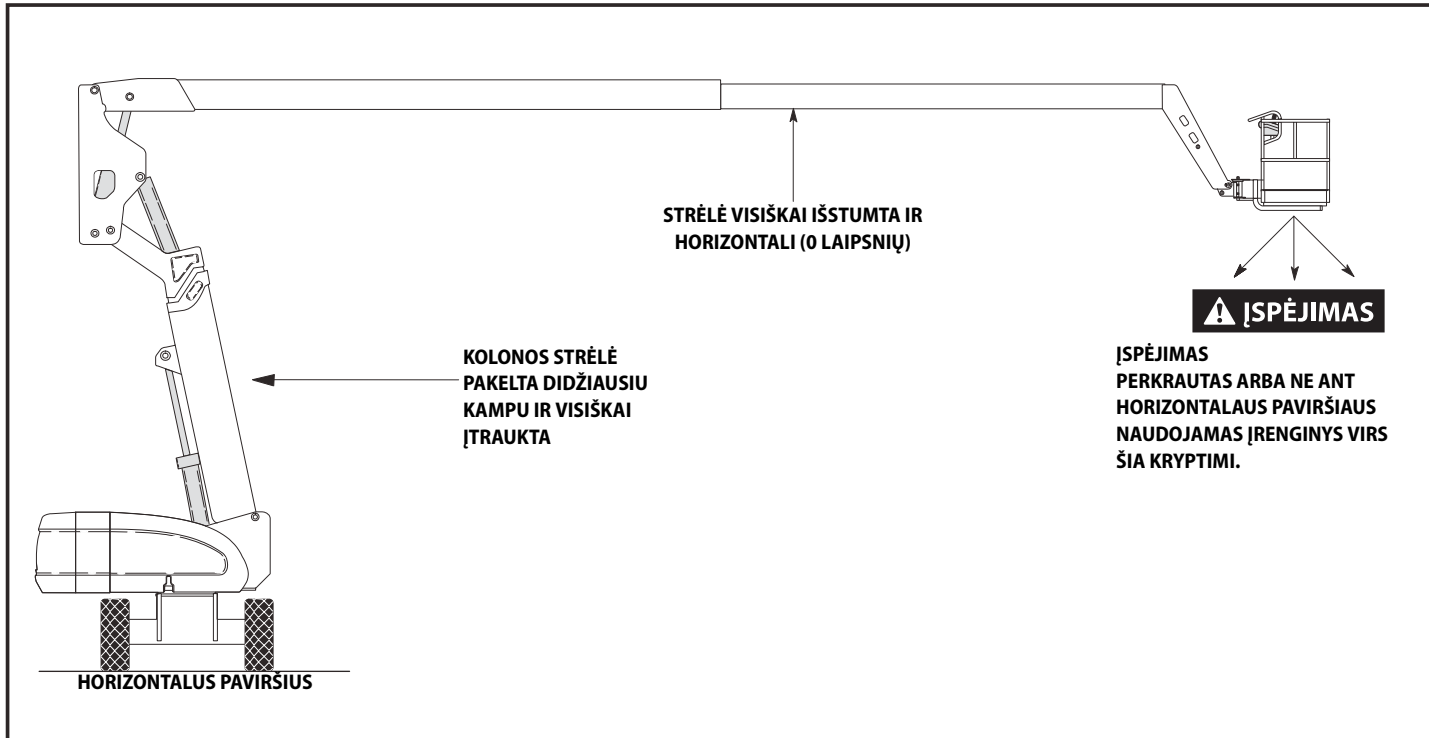 STRĖLĖ VISIŠKAI IŠSTUMTA IR
HORIZONTALI (0 LAIPSNIŲ)
ĮSPĖJIMAS
KOLONOS STRĖLĖ
PAKELTA DIDŽIAUSIU
KAMPU IR VISIŠKAI
ĮTRAUKTA
ĮSPĖJIMAS
PERKRAUTAS ARBA NE ANT
HORIZONTALAUS PAVIRŠIAUS
NAUDOJAMAS ĮRENGINYS VIRS
ŠIA KRYPTIMI.
HORIZONTALUS PAVIRŠIUS